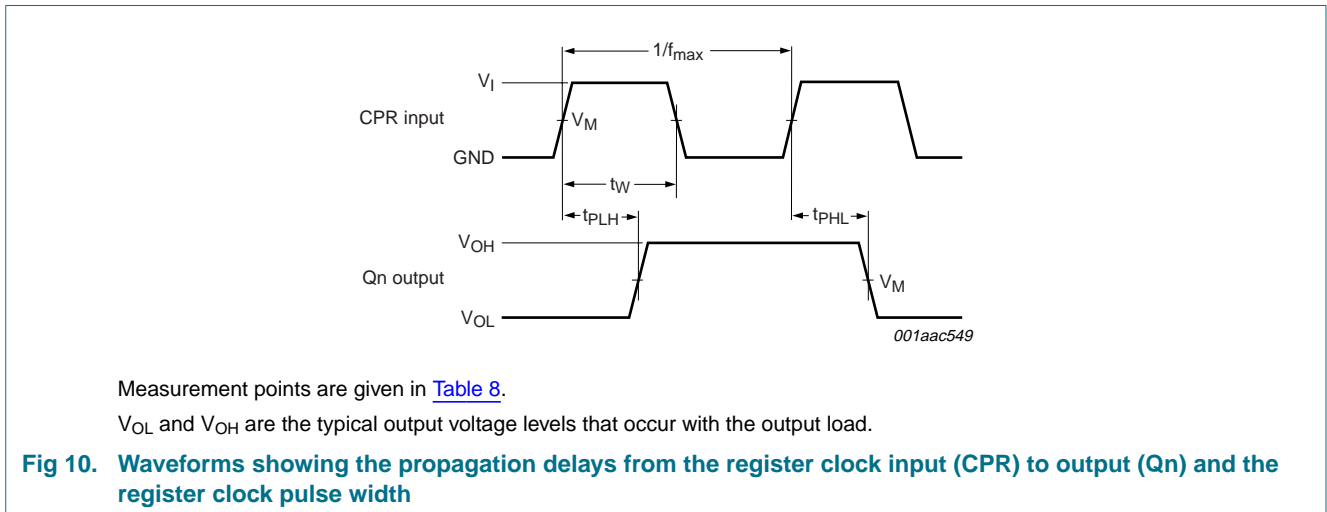 1/fmax
VI
CPR input
VM
GND
tW
tPLH
tPHL
VOH
Qn output
VM
VOL
001aac549
Measurement points are given in Table 8.
VOL and VOH are the typical output voltage levels that occur with the output load.
Fig 10. Waveforms showing the propagation delays from the register clock input (CPR) to output (Qn) and the
register clock pulse width